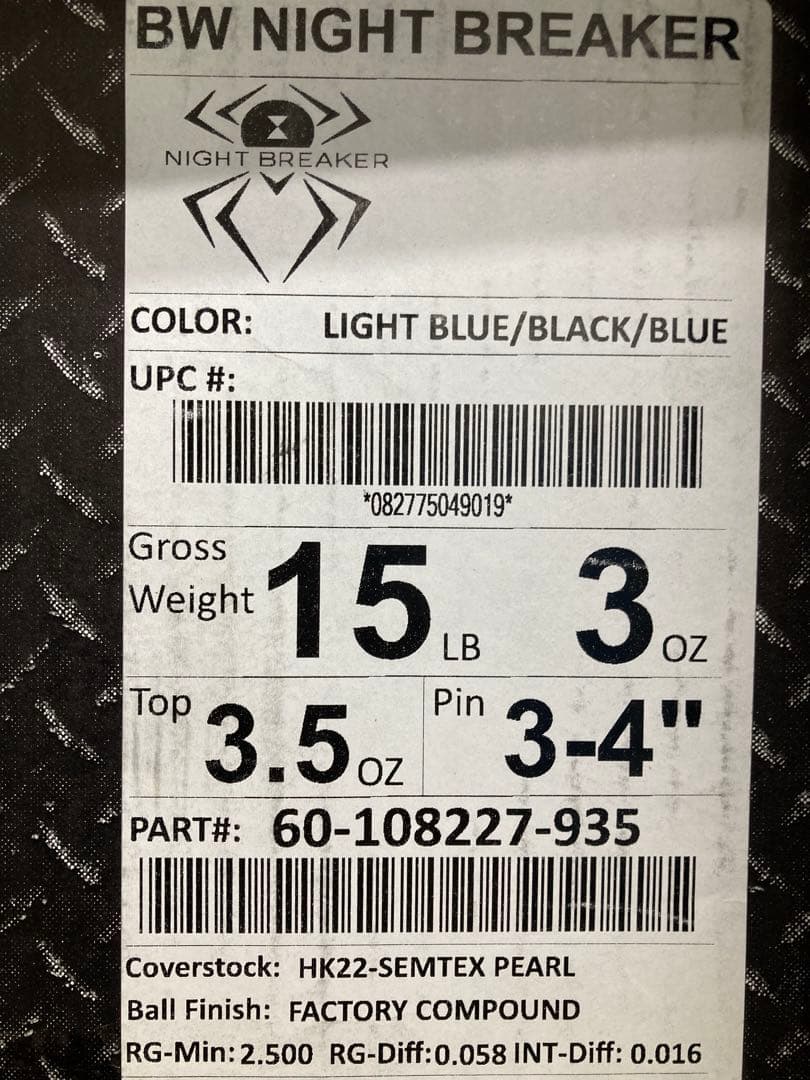 BW NIGHT BREAKER
NIGHT BREAKER
COLOR: LIGHT BLUE/BLACK/BLUE
UPC #:
*082775049019*
Gross Weight 15 LB 3 OZ
Top 3.5 OZ Pin 3-4"
PART#: 60-108227-935
Coverstock: HK22-SEMTEX PEARL
Ball Finish: FACTORY COMPOUND
RG-Min: 2.500 RG-Diff: 0.058 INT-Diff: 0.016